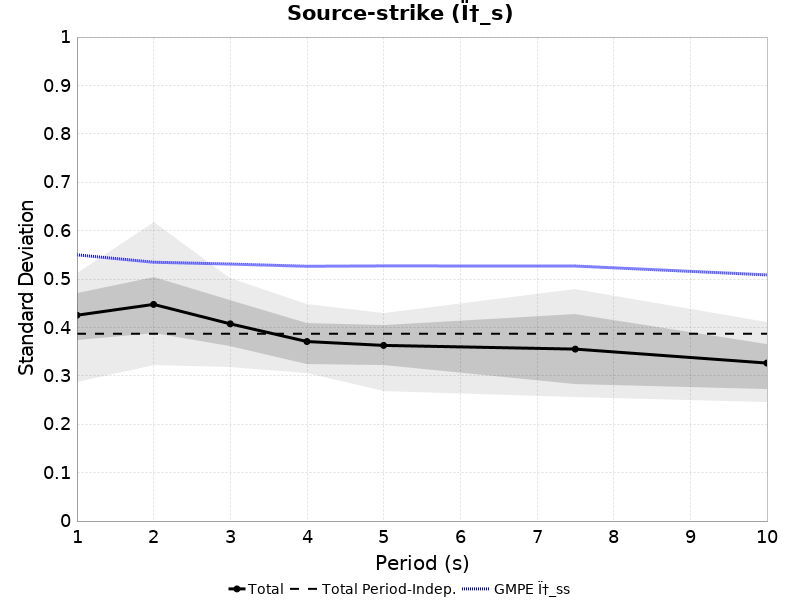 Source-strike (Ï†_s)
1
0.9
0.8
0.7
0.6
0.5
0.4
0.3
0.2
0.1
0
Standard Deviation
1 2 3 4 5 6 7 8 9 10
Period (s)
Total Total Period-Indep. GMPE Ï†_ss